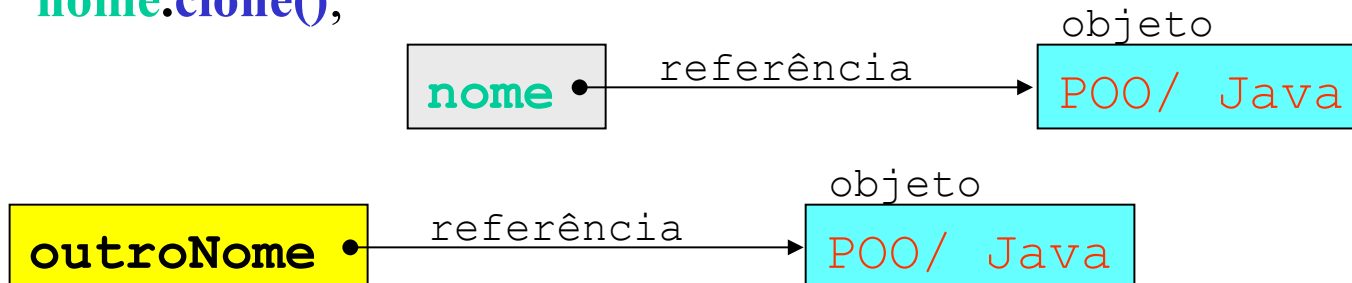 nome.clone();
objeto
nome referência POO/ Java
objeto
outroNome referência POO/ Java